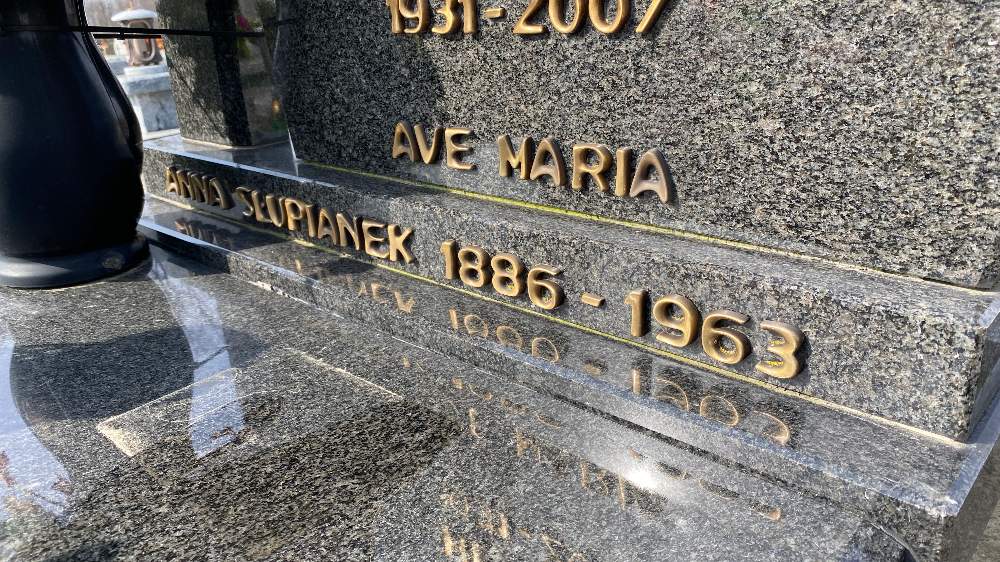 1931-2007
AVE MARIA
ANNA SŁUPIANEK 1886 - 1963